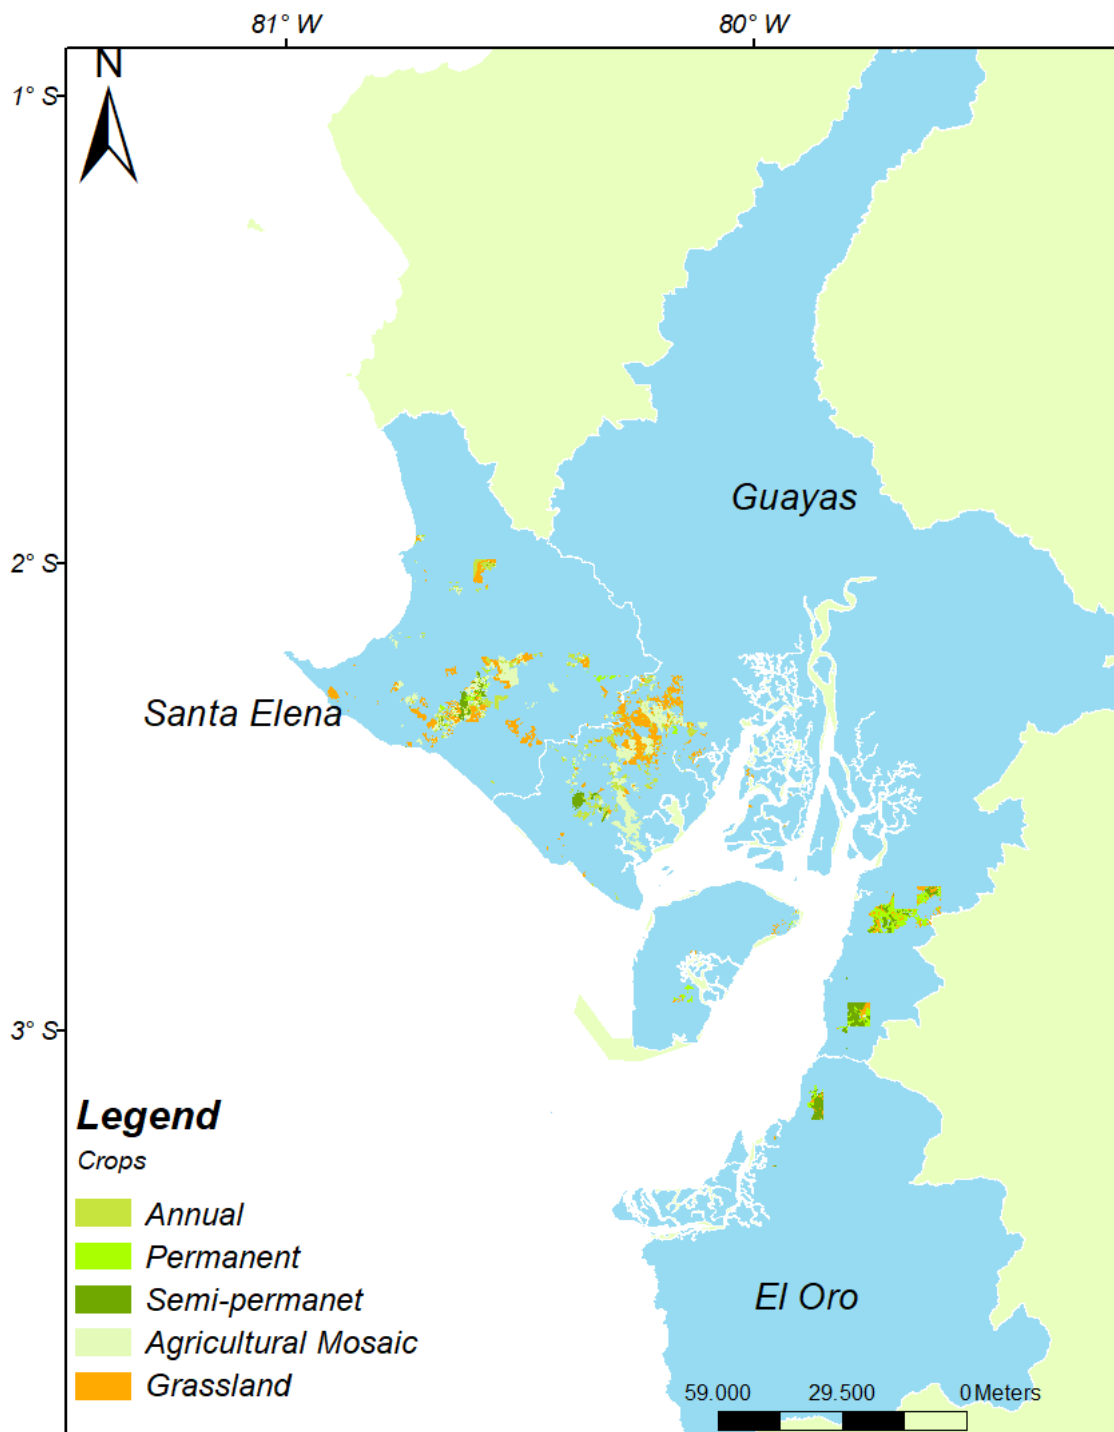 81° W
80° W
N
1° S
2° S
3° S
Guayas
Santa Elena
El Oro
Legend
Crops
Annual
Permanent
Semi-permanet
Agricultural Mosaic
Grassland
59.000 29.500 0 Meters